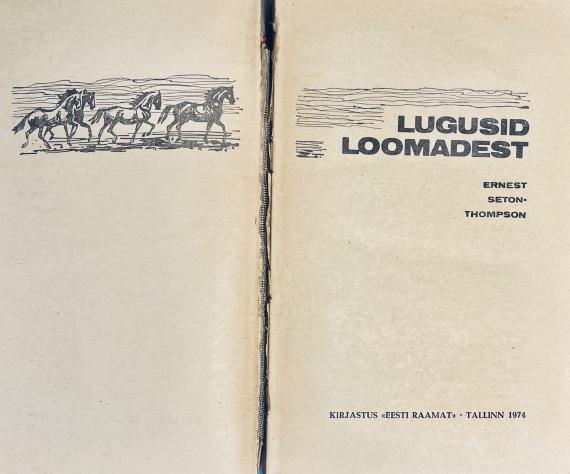 LUGUSID
LOOMADEST
ERNEST
SETON-
THOMPSON
KIRJASTUS «EESTI RAAMAT» · TALLINN 1974